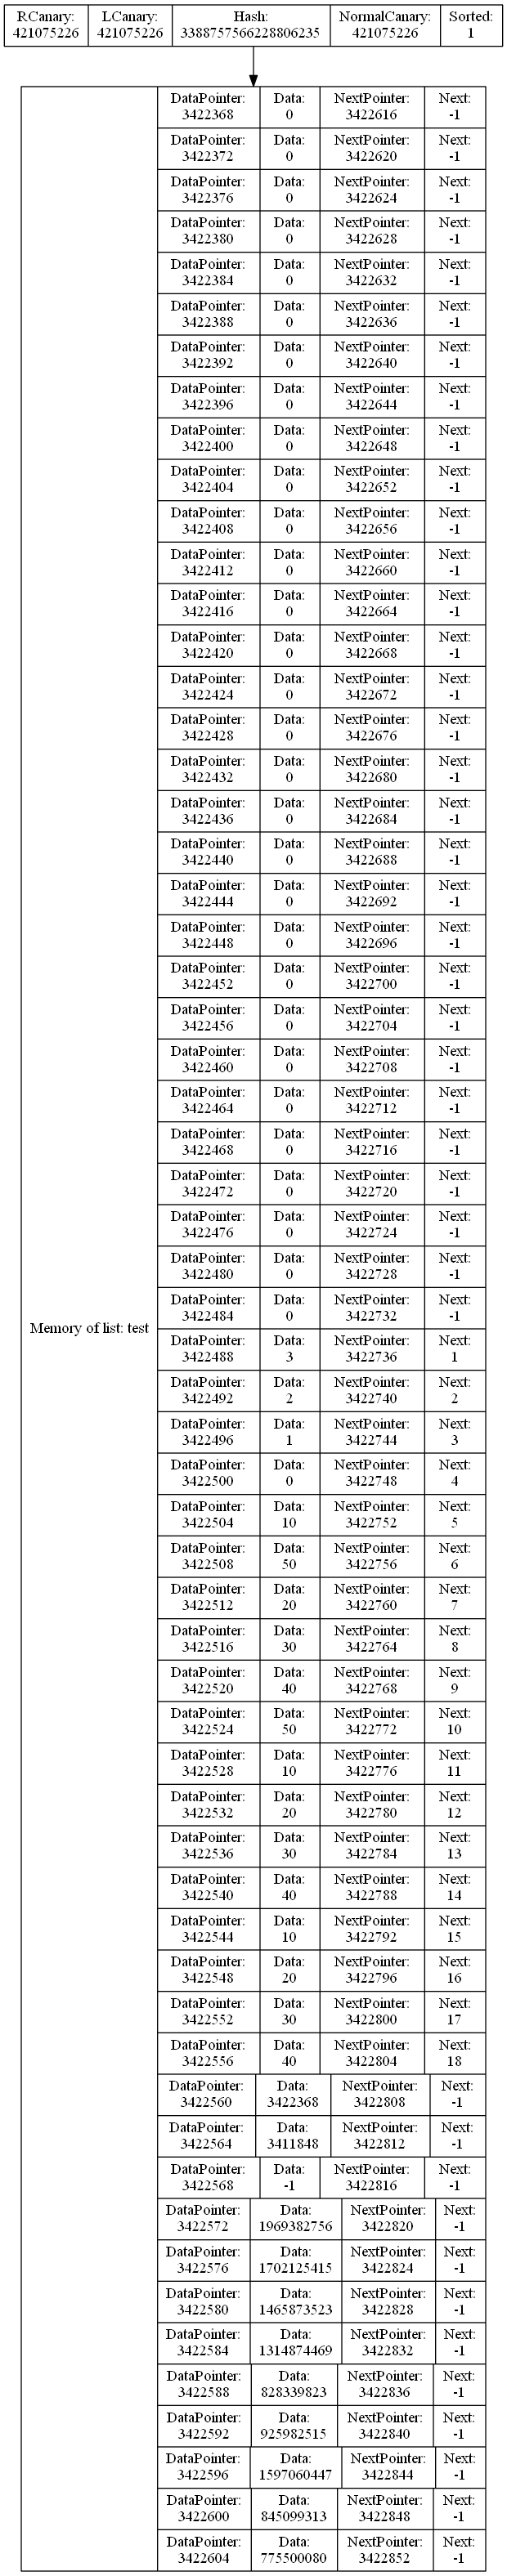 RCanary:
421075226
LCanary:
421075226
Hash:
3388757566228806235
NormalCanary:
421075226
Sorted:
1
Memory of list: test
DataPointer: Data: NextPointer: Next:
3422368 0 3422616 -1
DataPointer: Data: NextPointer: Next:
3422372 0 3422620 -1
DataPointer: Data: NextPointer: Next:
3422376 0 3422624 -1
DataPointer: Data: NextPointer: Next:
3422380 0 3422628 -1
DataPointer: Data: NextPointer: Next:
3422384 0 3422632 -1
DataPointer: Data: NextPointer: Next:
3422388 0 3422636 -1
DataPointer: Data: NextPointer: Next:
3422392 0 3422640 -1
DataPointer: Data: NextPointer: Next:
3422396 0 3422644 -1
DataPointer: Data: NextPointer: Next:
3422400 0 3422648 -1
DataPointer: Data: NextPointer: Next:
3422404 0 3422652 -1
DataPointer: Data: NextPointer: Next:
3422408 0 3422656 -1
DataPointer: Data: NextPointer: Next:
3422412 0 3422660 -1
DataPointer: Data: NextPointer: Next:
3422416 0 3422664 -1
DataPointer: Data: NextPointer: Next:
3422420 0 3422668 -1
DataPointer: Data: NextPointer: Next:
3422424 0 3422672 -1
DataPointer: Data: NextPointer: Next:
3422428 0 3422676 -1
DataPointer: Data: NextPointer: Next:
3422432 0 3422680 -1
DataPointer: Data: NextPointer: Next:
3422436 0 3422684 -1
DataPointer: Data: NextPointer: Next:
3422440 0 3422688 -1
DataPointer: Data: NextPointer: Next:
3422444 0 3422692 -1
DataPointer: Data: NextPointer: Next:
3422448 0 3422696 -1
DataPointer: Data: NextPointer: Next:
3422452 0 3422700 -1
DataPointer: Data: NextPointer: Next:
3422456 0 3422704 -1
DataPointer: Data: NextPointer: Next:
3422460 0 3422708 -1
DataPointer: Data: NextPointer: Next:
3422464 0 3422712 -1
DataPointer: Data: NextPointer: Next:
3422468 0 3422716 -1
DataPointer: Data: NextPointer: Next:
3422472 0 3422720 -1
DataPointer: Data: NextPointer: Next:
3422476 0 3422724 -1
DataPointer: Data: NextPointer: Next:
3422480 0 3422728 -1
DataPointer: Data: NextPointer: Next:
3422484 0 3422732 -1
DataPointer: Data: NextPointer: Next:
3422488 3 3422736 1
DataPointer: Data: NextPointer: Next:
3422492 2 3422740 2
DataPointer: Data: NextPointer: Next:
3422496 1 3422744 3
DataPointer: Data: NextPointer: Next:
3422500 0 3422748 4
DataPointer: Data: NextPointer: Next:
3422504 10 3422752 5
DataPointer: Data: NextPointer: Next:
3422508 50 3422756 6
DataPointer: Data: NextPointer: Next:
3422512 20 3422760 7
DataPointer: Data: NextPointer: Next:
3422516 30 3422764 8
DataPointer: Data: NextPointer: Next:
3422520 40 3422768 9
DataPointer: Data: NextPointer: Next:
3422524 50 3422772 10
DataPointer: Data: NextPointer: Next:
3422528 10 3422776 11
DataPointer: Data: NextPointer: Next:
3422532 20 3422780 12
DataPointer: Data: NextPointer: Next:
3422536 30 3422784 13
DataPointer: Data: NextPointer: Next:
3422540 40 3422788 14
DataPointer: Data: NextPointer: Next:
3422544 10 3422792 15
DataPointer: Data: NextPointer: Next:
3422548 20 3422796 16
DataPointer: Data: NextPointer: Next:
3422552 30 3422800 17
DataPointer: Data: NextPointer: Next:
3422556 40 3422804 18
DataPointer: Data: NextPointer: Next:
3422560 3422368 3422808 -1
DataPointer: Data: NextPointer: Next:
3422564 3411848 3422812 -1
DataPointer: Data: NextPointer: Next:
3422568 -1 3422816 -1
DataPointer: Data: NextPointer: Next:
3422572 1969382756 3422820 -1
DataPointer: Data: NextPointer: Next:
3422576 1702125415 3422824 -1
DataPointer: Data: NextPointer: Next:
3422580 1465873523 3422828 -1
DataPointer: Data: NextPointer: Next:
3422584 1314874469 3422832 -1
DataPointer: Data: NextPointer: Next:
3422588 828339823 3422836 -1
DataPointer: Data: NextPointer: Next:
3422592 925982515 3422840 -1
DataPointer: Data: NextPointer: Next:
3422596 1597060447 3422844 -1
DataPointer: Data: NextPointer: Next:
3422600 845099313 3422848 -1
DataPointer: Data: NextPointer: Next:
3422604 775500080 3422852 -1